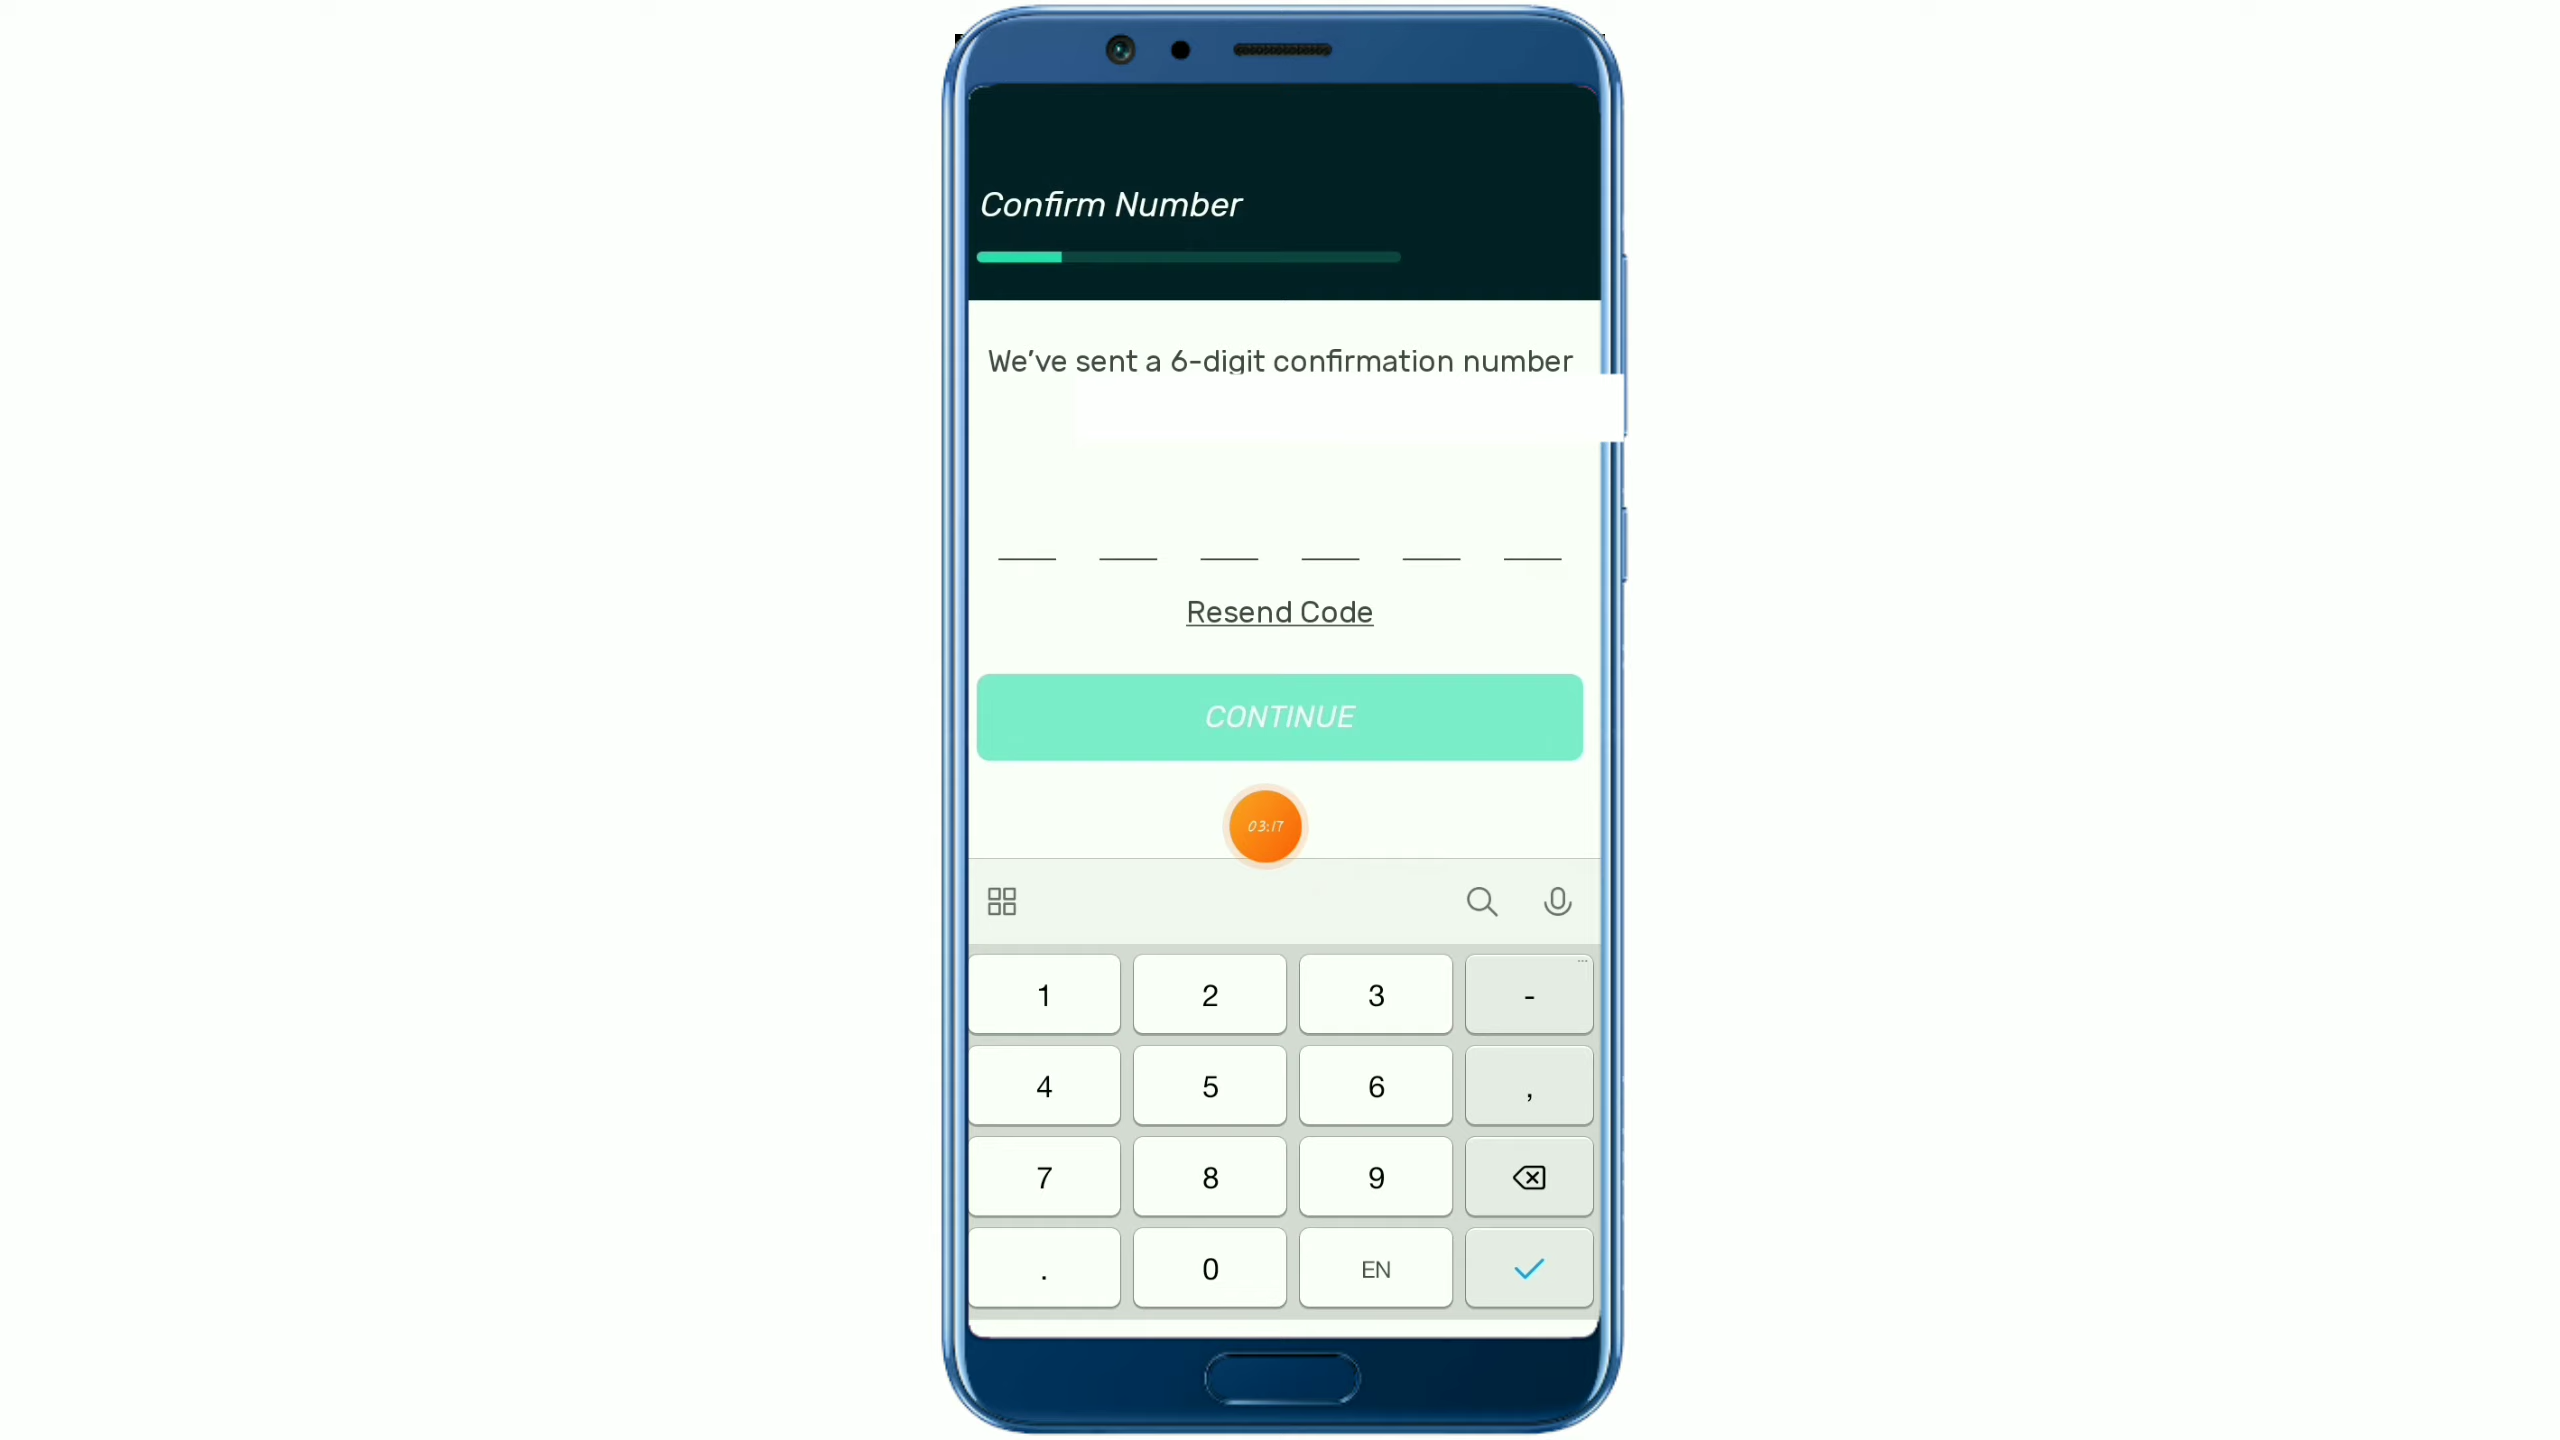 Confirm Number
We've sent a 6-digit confirmation number
Resend Code
CONTINUE
03:17
1 2 3 -
4 5 6 ,
7 8 9
. 0 EN